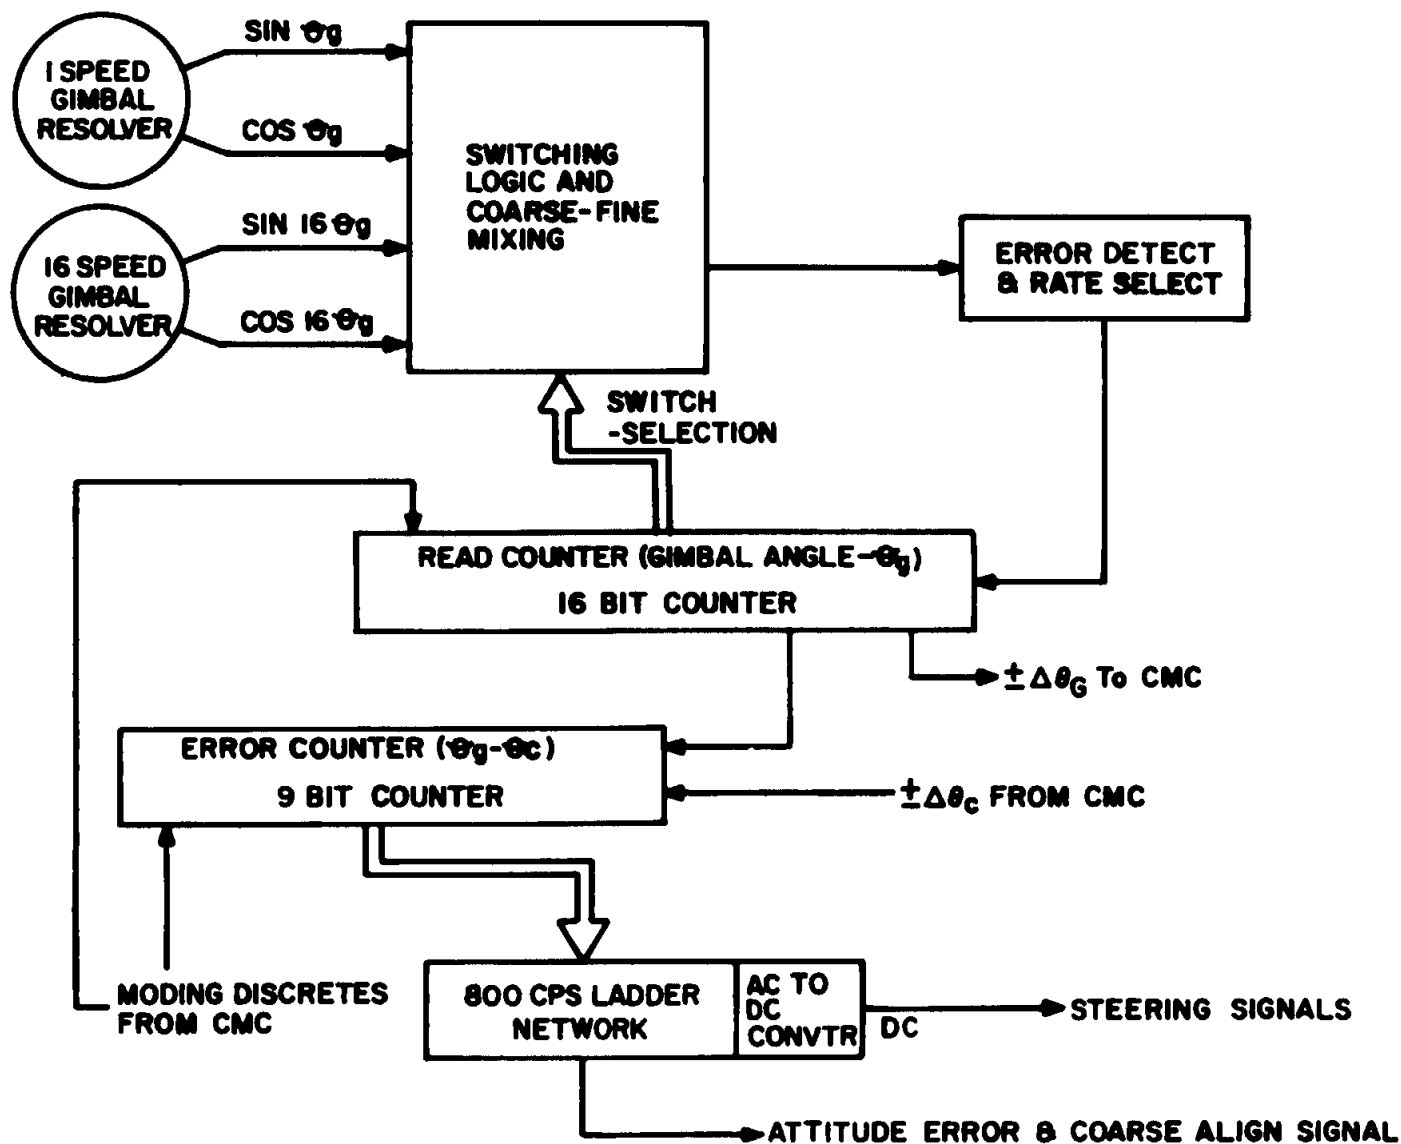 1 SPEED
GIMBAL
RESOLVER
SIN θg
COS θg
16 SPEED
GIMBAL
RESOLVER
SIN 16 θg
COS 16 θg
SWITCHING
LOGIC AND
COARSE-FINE
MIXING
ERROR DETECT
& RATE SELECT
SWITCH
-SELECTION
READ COUNTER (GIMBAL ANGLE-θg)
16 BIT COUNTER
±ΔθG To CMC
ERROR COUNTER (θg-θc)
9 BIT COUNTER
±Δθc FROM CMC
MODING DISCRETES
FROM CMC
800 CPS LADDER
NETWORK
AC TO
DC
CONVTR
DC
STEERING SIGNALS
ATTITUDE ERROR & COARSE ALIGN SIGNAL